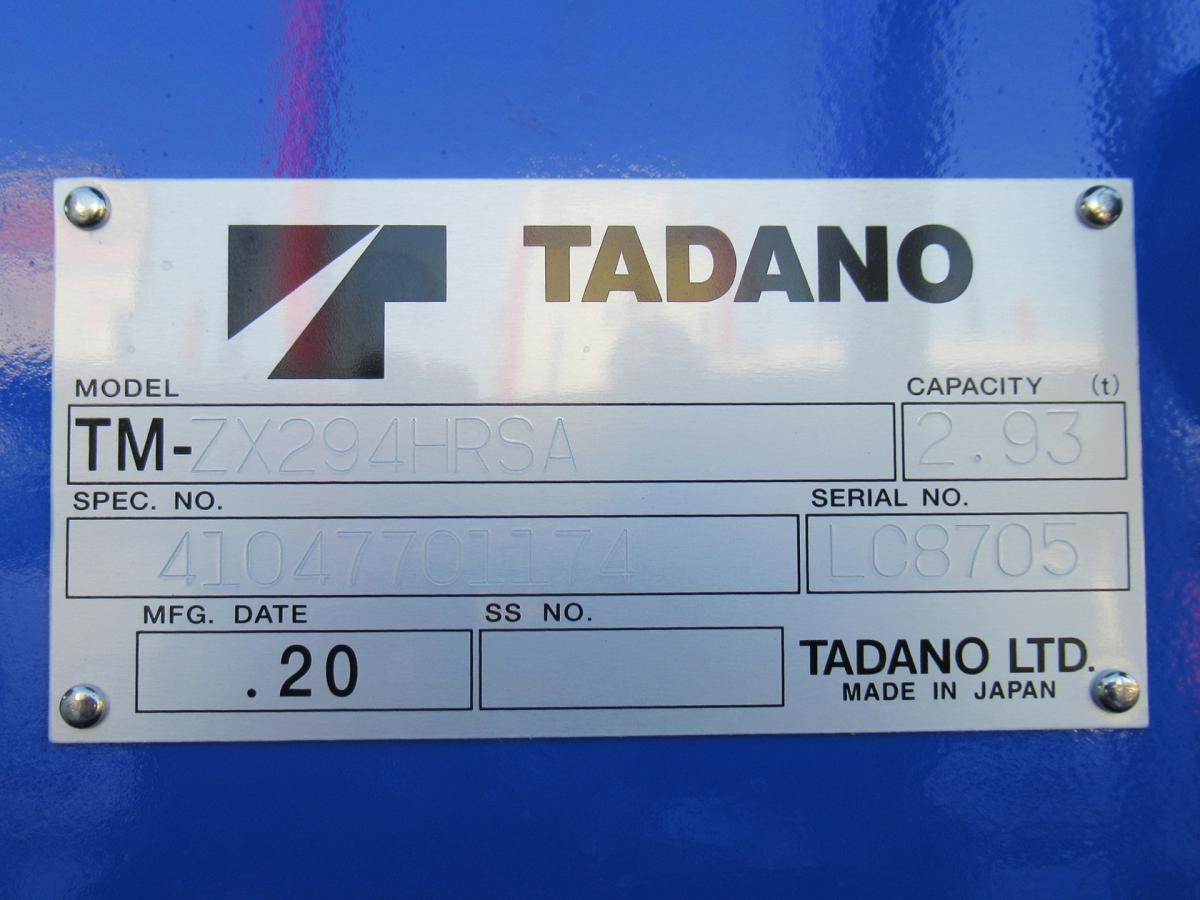 TADANO
MODEL CAPACITY (t)
TM-ZX294HRSA 2.93
SPEC. NO. SERIAL NO.
41047701174 LC8705
MFG. DATE SS NO.
.20 TADANO LTD.
MADE IN JAPAN